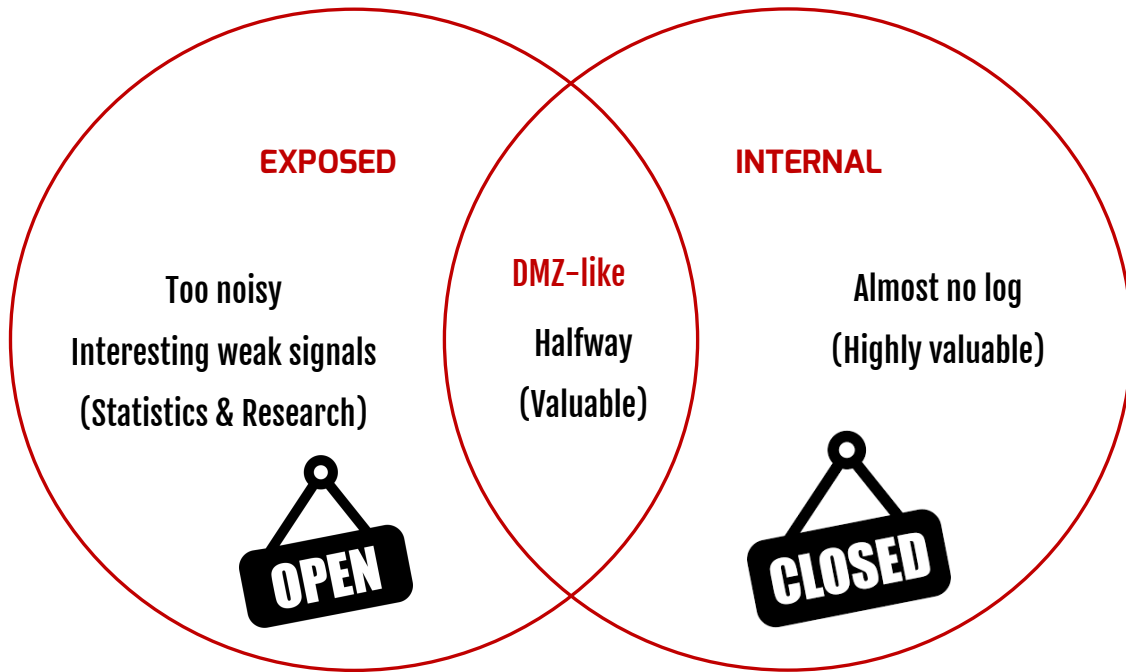 EXPOSED
Too noisy
Interesting weak signals
(Statistics & Research)
OPEN
DMZ-like
Halfway
(Valuable)
INTERNAL
Almost no log
(Highly valuable)
CLOSED